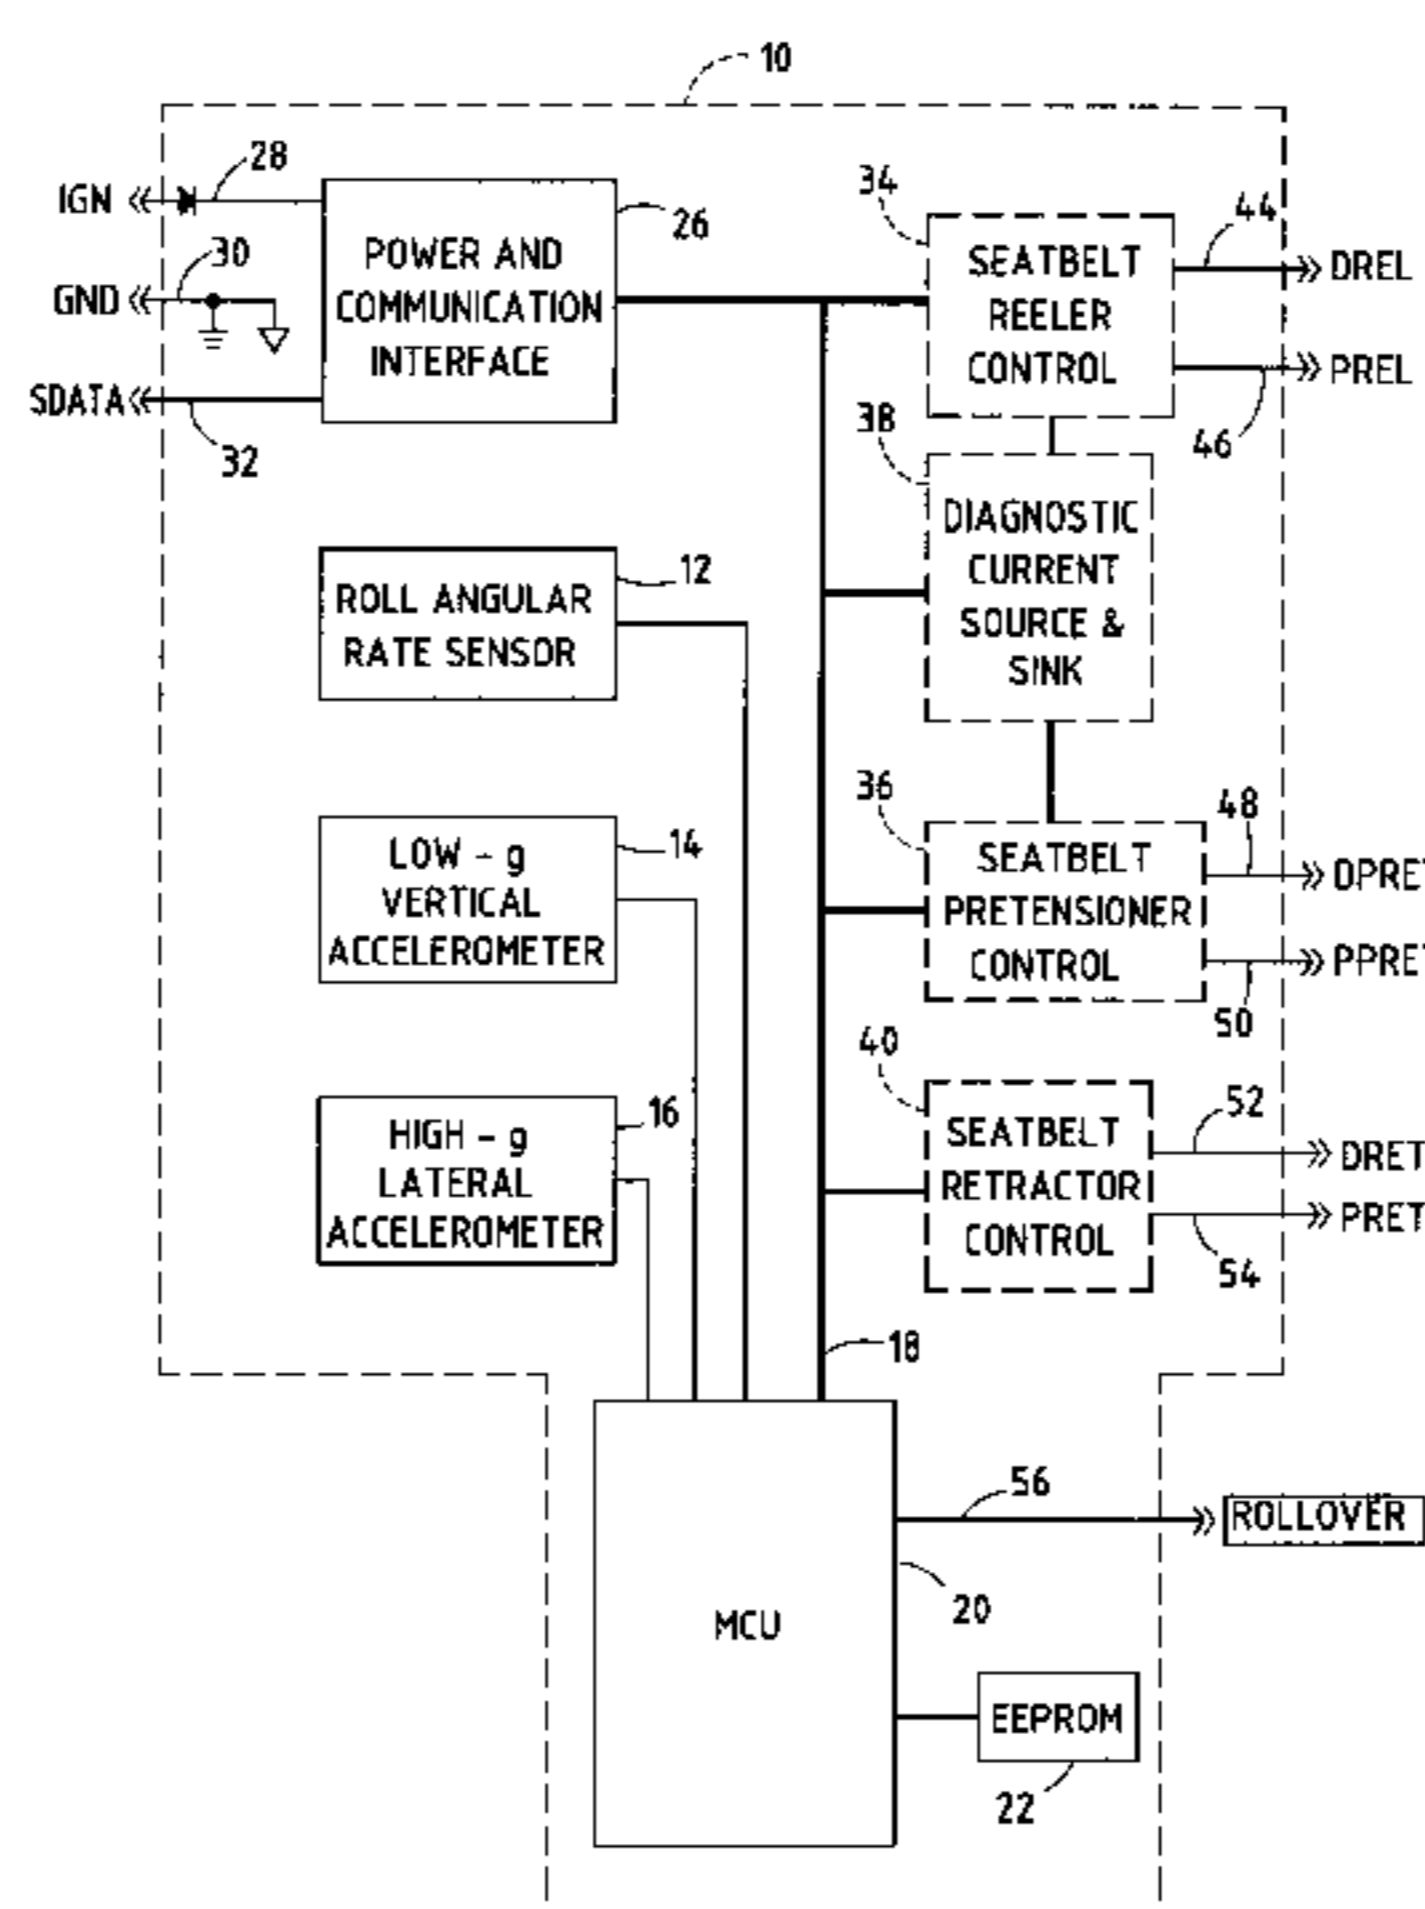 10
IGN
28
GND
30
SDATA
32
POWER AND
COMMUNICATION
INTERFACE
26
34
SEATBELT
REELER
CONTROL
44
DREL
PREL
46
38
DIAGNOSTIC
CURRENT
SOURCE &
SINK
ROLL ANGULAR
RATE SENSOR
12
36
SEATBELT
PRETENSIONER
CONTROL
48
DPRET
PPRET
50
LOW - g
VERTICAL
ACCELEROMETER
14
40
SEATBELT
RETRACTOR
CONTROL
52
DRET
PRET
54
HIGH - g
LATERAL
ACCELEROMETER
16
18
MCU
56
ROLLOVER
20
EEPROM
22